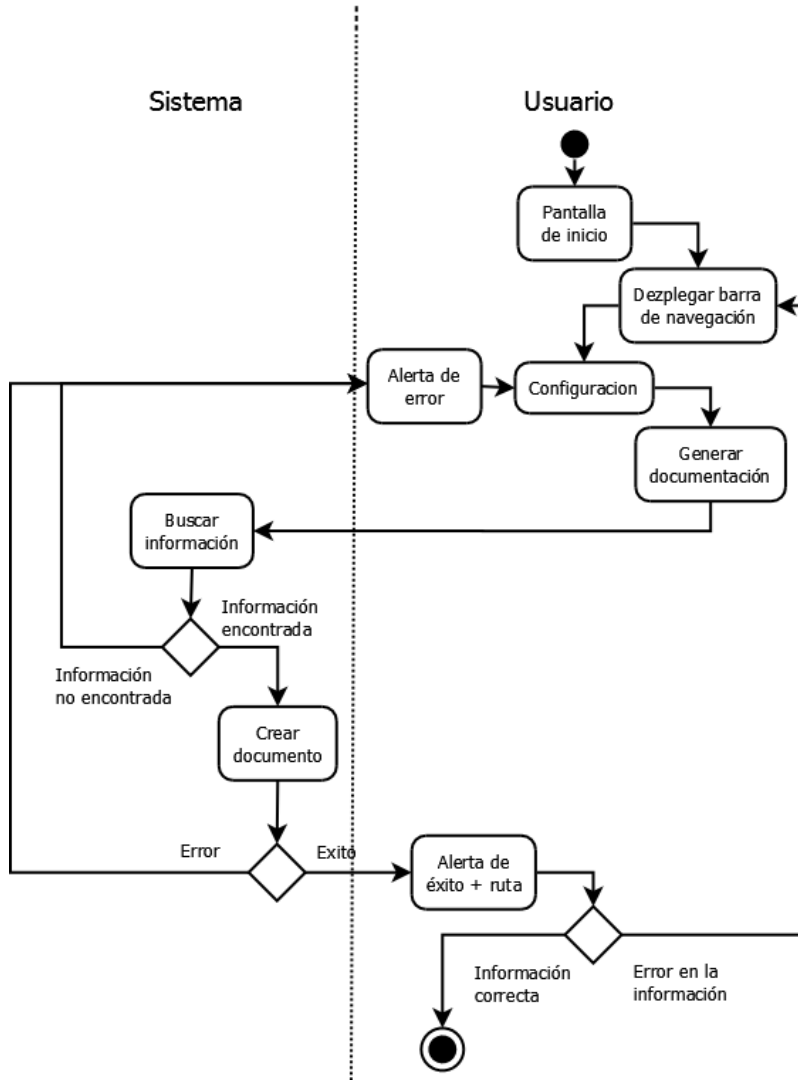 Sistema
Usuario
Pantalla
de inicio
Dezplegar barra
de navegación
Alerta de
error
Configuracion
Generar
documentación
Buscar
información
Información
encontrada
Información
no encontrada
Crear
documento
Error
Exito
Alerta de
éxito + ruta
Información
correcta
Error en la
información